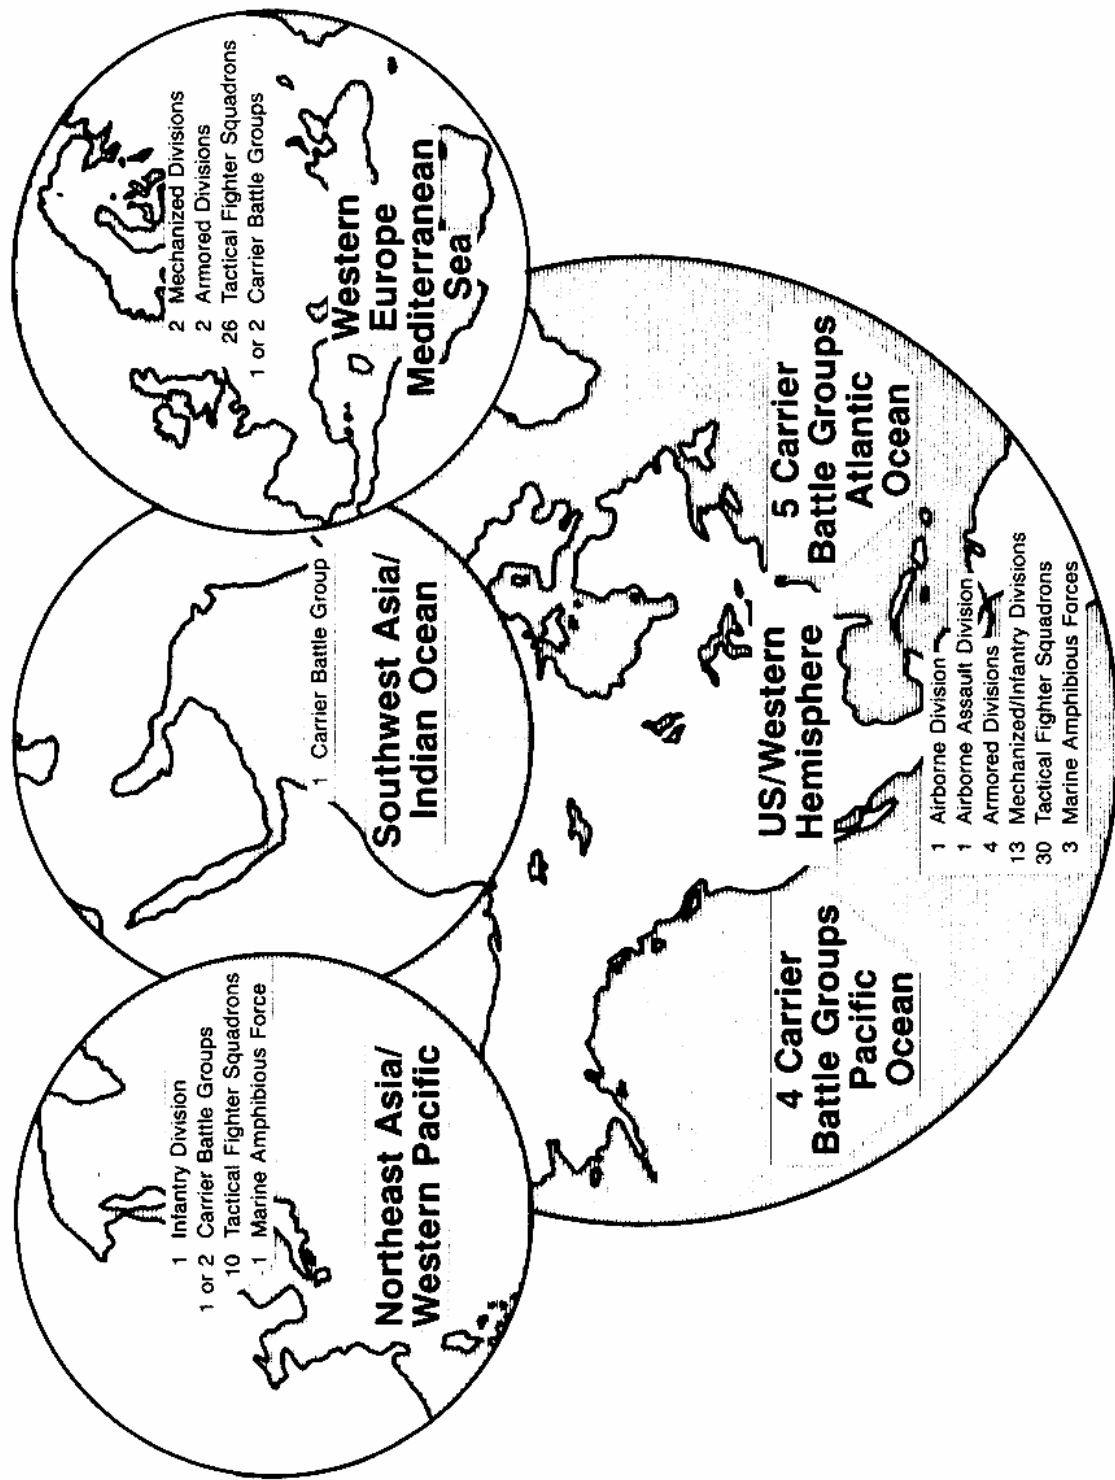 1 Infantry Division
1 or 2 Carrier Battle Groups
10 Tactical Fighter Squadrons
1 Marine Amphibious Force
Northeast Asia/
Western Pacific
1 Carrier Battle Group
Southwest Asia/
Indian Ocean
2 Mechanized Divisions
2 Armored Divisions
26 Tactical Fighter Squadrons
1 or 2 Carrier Battle Groups
Western
Europe
Mediterranean
Sea
4 Carrier
Battle Groups
Pacific
Ocean
US/Western
Hemisphere
5 Carrier
Battle Groups
Atlantic
Ocean
1 Airborne Division
1 Airborne Assault Division
4 Armored Divisions
13 Mechanized/Infantry Divisions
30 Tactical Fighter Squadrons
3 Marine Amphibious Forces